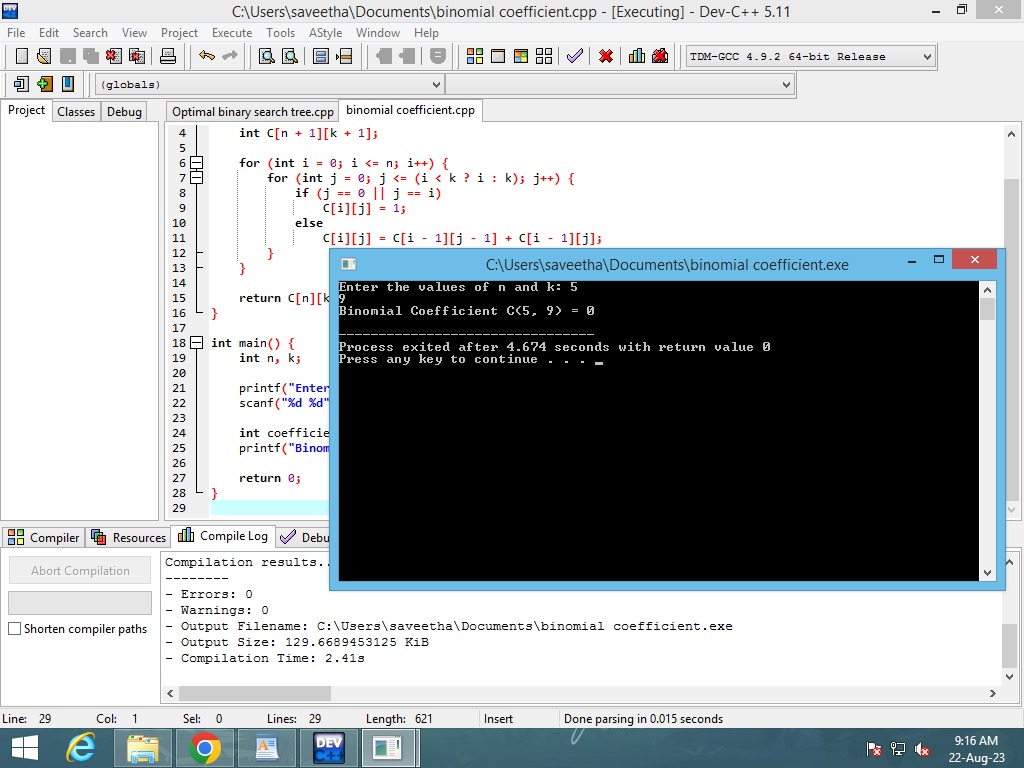 C:\Users\saveetha\Documents\binomial coefficient.cpp - [Executing] - Dev-C++ 5.11
File Edit Search View Project Execute Tools AStyle Window Help
TDM-GCC 4.9.2 64-bit Release
(globals)
Project Classes Debug
Optimal binary search tree.cpp binomial coefficient.cpp
4 int C[n + 1][k + 1];
5
6 for (int i = 0; i <= n; i++) {
7 for (int j = 0; j <= (i < k ? i : k); j++) {
8 if (j == 0 || j == i)
9 C[i][j] = 1;
10 else
11 C[i][j] = C[i - 1][j - 1] + C[i - 1][j];
12 }
13 }
14
15 return C[n][k
16 }
17
18 int main() {
19 int n, k;
20
21 printf("Enter
22 scanf("%d %d"
23
24 int coefficie
25 printf("Binom
26
27 return 0;
28 }
29
C:\Users\saveetha\Documents\binomial coefficient.exe
Enter the values of n and k: 5
9
Binomial Coefficient C(5, 9) = 0
--------------------------------
Process exited after 4.674 seconds with return value 0
Press any key to continue . . .
Compiler Resources Compile Log Debu
Abort Compilation
Shorten compiler paths
Compilation results..
--------
- Errors: 0
- Warnings: 0
- Output Filename: C:\Users\saveetha\Documents\binomial coefficient.exe
- Output Size: 129.6689453125 KiB
- Compilation Time: 2.41s
Line: 29 Col: 1 Sel: 0 Lines: 29 Length: 621 Insert Done parsing in 0.015 seconds
DEV C++
9:16 AM
22-Aug-23